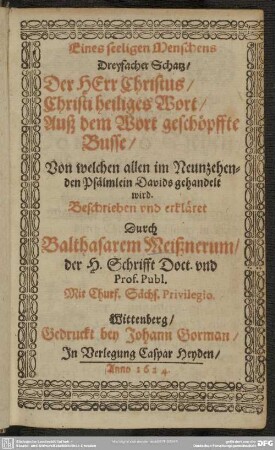 Eines seeligen Menschens
Dreyfacher Schatz/
Der HErr Christus/
Christi heiliges Wort/
Auß dem Wort geschöpffte
Busse/
Von welchen allen im Neunzehen-
den Psälmlein Davids gehandelt
wird.
Beschrieben vnd erkläret
Durch
Balthasarem Meißnerum/
der H. Schrifft Doct. vnd
Prof. Publ.
Mit Churf. Sächs. Privilegio.
Wittenberg/
Gedruckt bey Johann Gorman/
In Verlegung Caspar Heyden/
Anno 1624